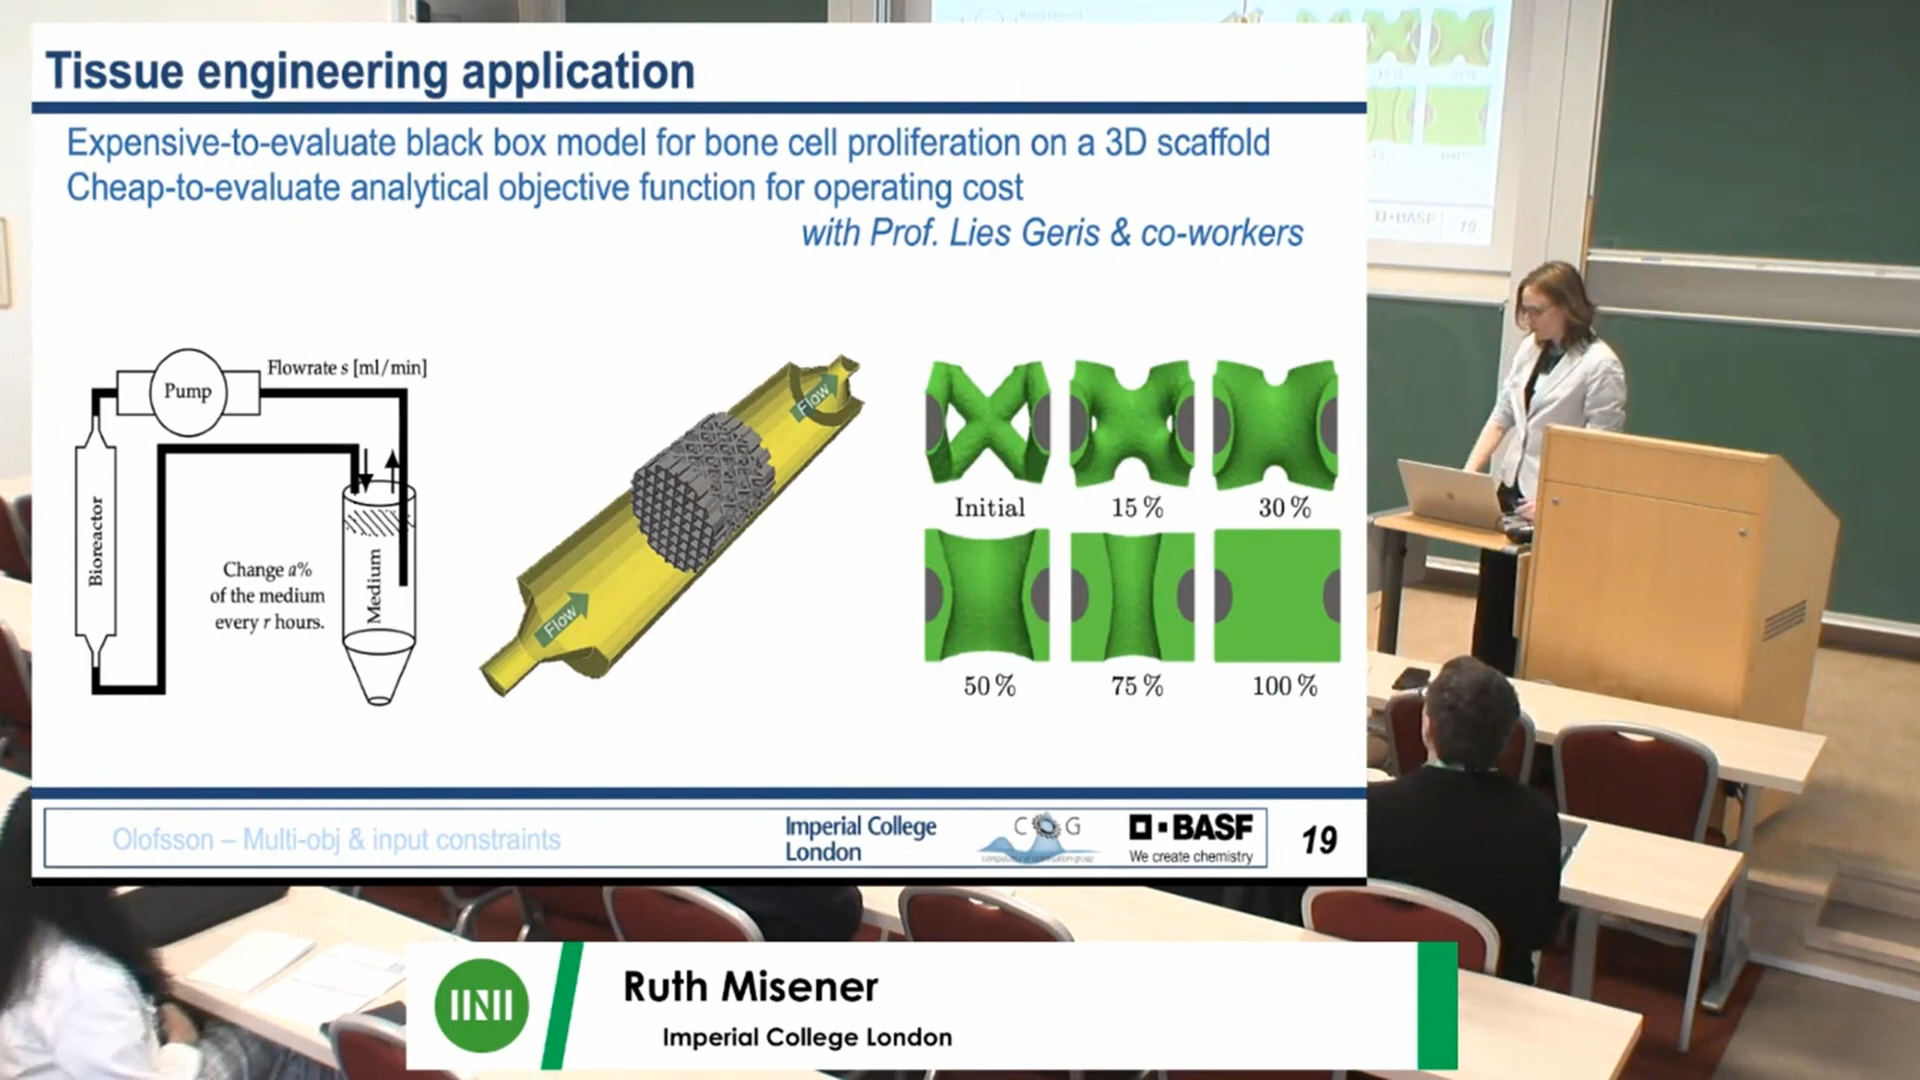 Tissue engineering application
Expensive-to-evaluate black box model for bone cell proliferation on a 3D scaffold
Cheap-to-evaluate analytical objective function for operating cost
with Prof. Lies Geris & co-workers
Pump
Flowrate s [ml/min]
Bioreactor
Change a%
of the medium
every r hours.
Medium
Flow
Flow
Initial
15 %
30 %
50 %
75 %
100 %
Olofsson – Multi-obj & input constraints
Imperial College
London
C G
BASF
We create chemistry
19
BASF
19
Ruth Misener
Imperial College London